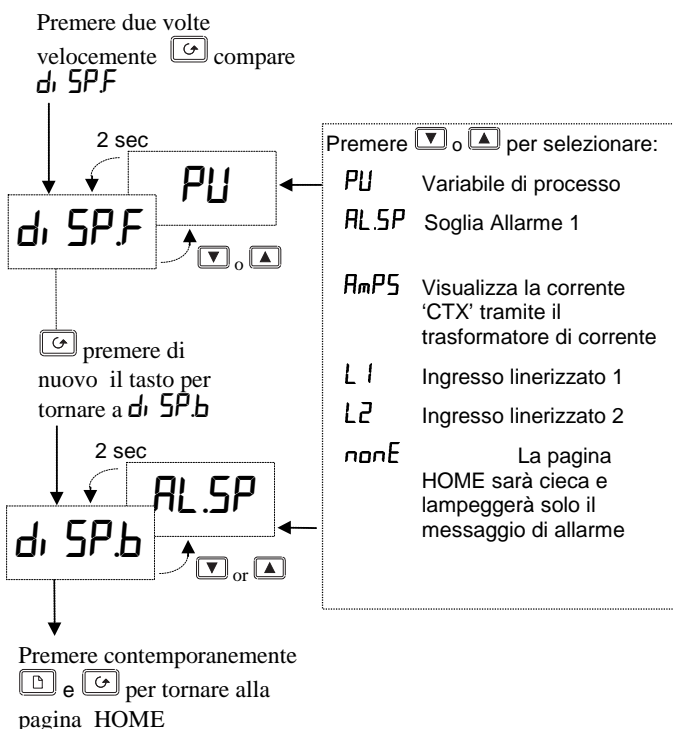 Premere due volte
velocemente compare
di SP.F
2 sec
PV
di SP.F
o
premere di
nuovo il tasto per
tornare a di SP.b
2 sec
AL.SP
di SP.b
or
Premere contemporanemente
e per tornare alla
pagina HOME
Premere o per selezionare:
PV Variabile di processo
AL.SP Soglia Allarme 1
AmPS Visualizza la corrente
‘CTX’ tramite il
trasformatore di corrente
L1 Ingresso linerizzato 1
L2 Ingresso linerizzato 2
nonE La pagina
HOME sarà cieca e
lampeggerà solo il
messaggio di allarme